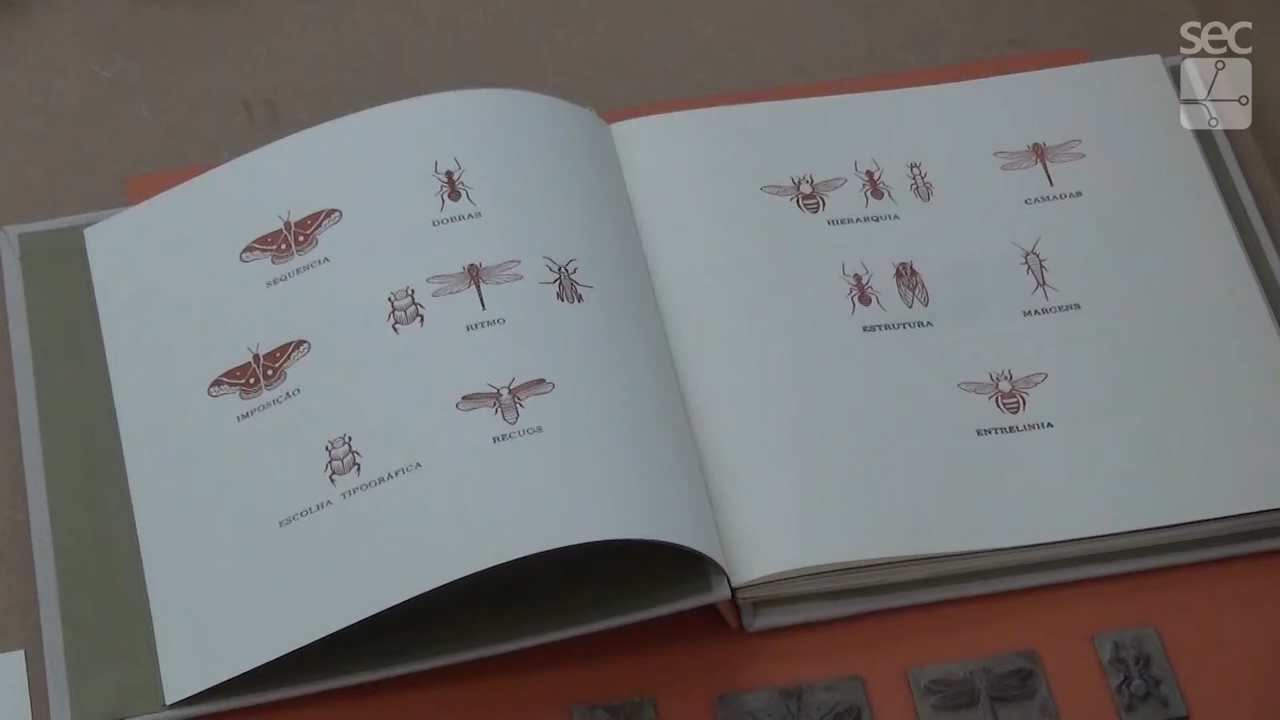 DOBRAS
SEQUÊNCIA
RITMO
IMPOSIÇÃO
RECUOS
ESCOLHA TIPOGRÁFICA
HIERARQUIA
CAMADAS
ESTRUTURA
MARGENS
ENTRELINHA
sec